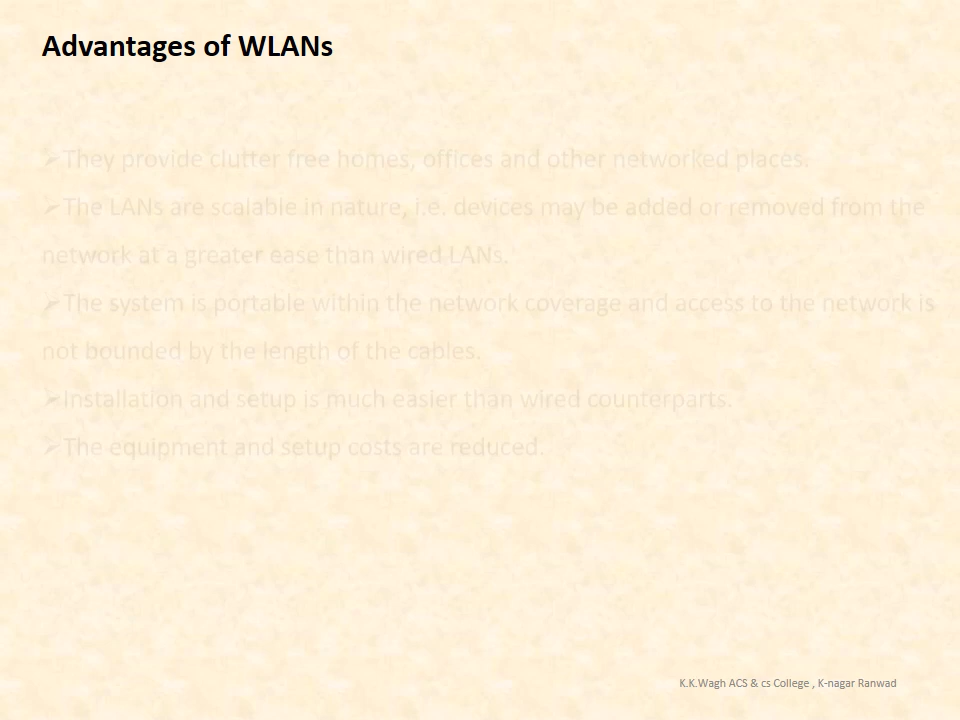 Advantages of WLANs
➢They provide clutter free homes, offices and other networked places.
➢The LANs are scalable in nature, i.e. devices may be added or removed from the
network at a greater ease than wired LANs.
➢The system is portable within the network coverage and access to the network is
not bounded by the length of the cables.
➢Installation and setup is much easier than wired counterparts.
➢The equipment and setup costs are reduced.
K.K.Wagh ACS & cs College , K-nagar Ranwad